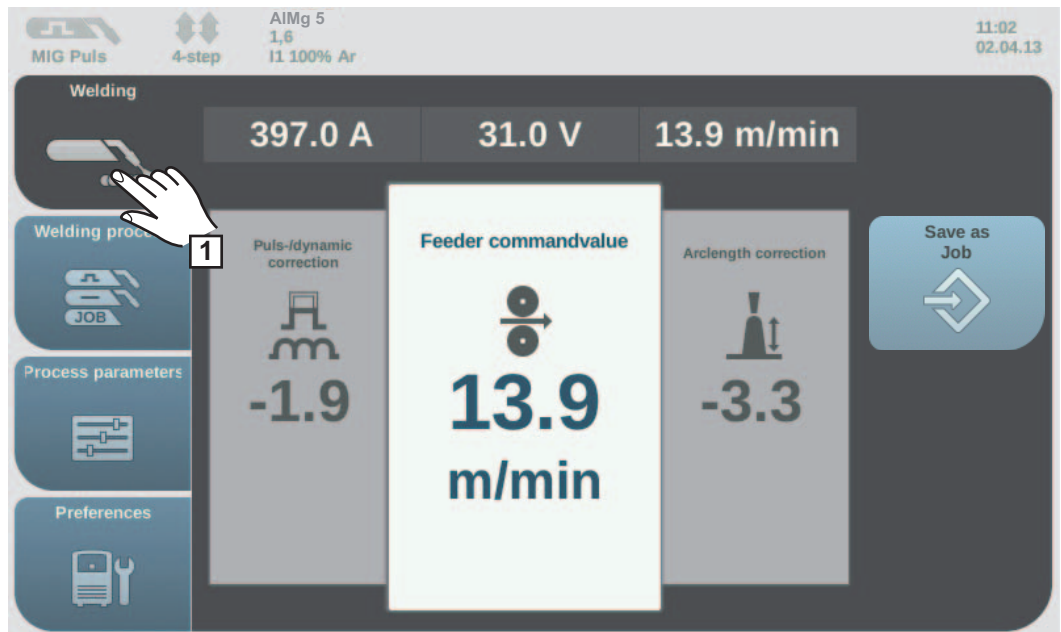 MIG Puls
4-step
AlMg 5
1,6
I1 100% Ar
11:02
02.04.13
Welding
397.0 A
31.0 V
13.9 m/min
1
Welding
Puls-/dynamic
correction
-1.9
Feeder commandvalue
13.9
m/min
Arclength correction
-3.3
Save as
Job
JOB
Process parameters
Preferences